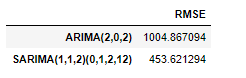 RMSE
ARIMA(2,0,2) 1004.867094
SARIMA(1,1,2)(0,1,2,12) 453.621294